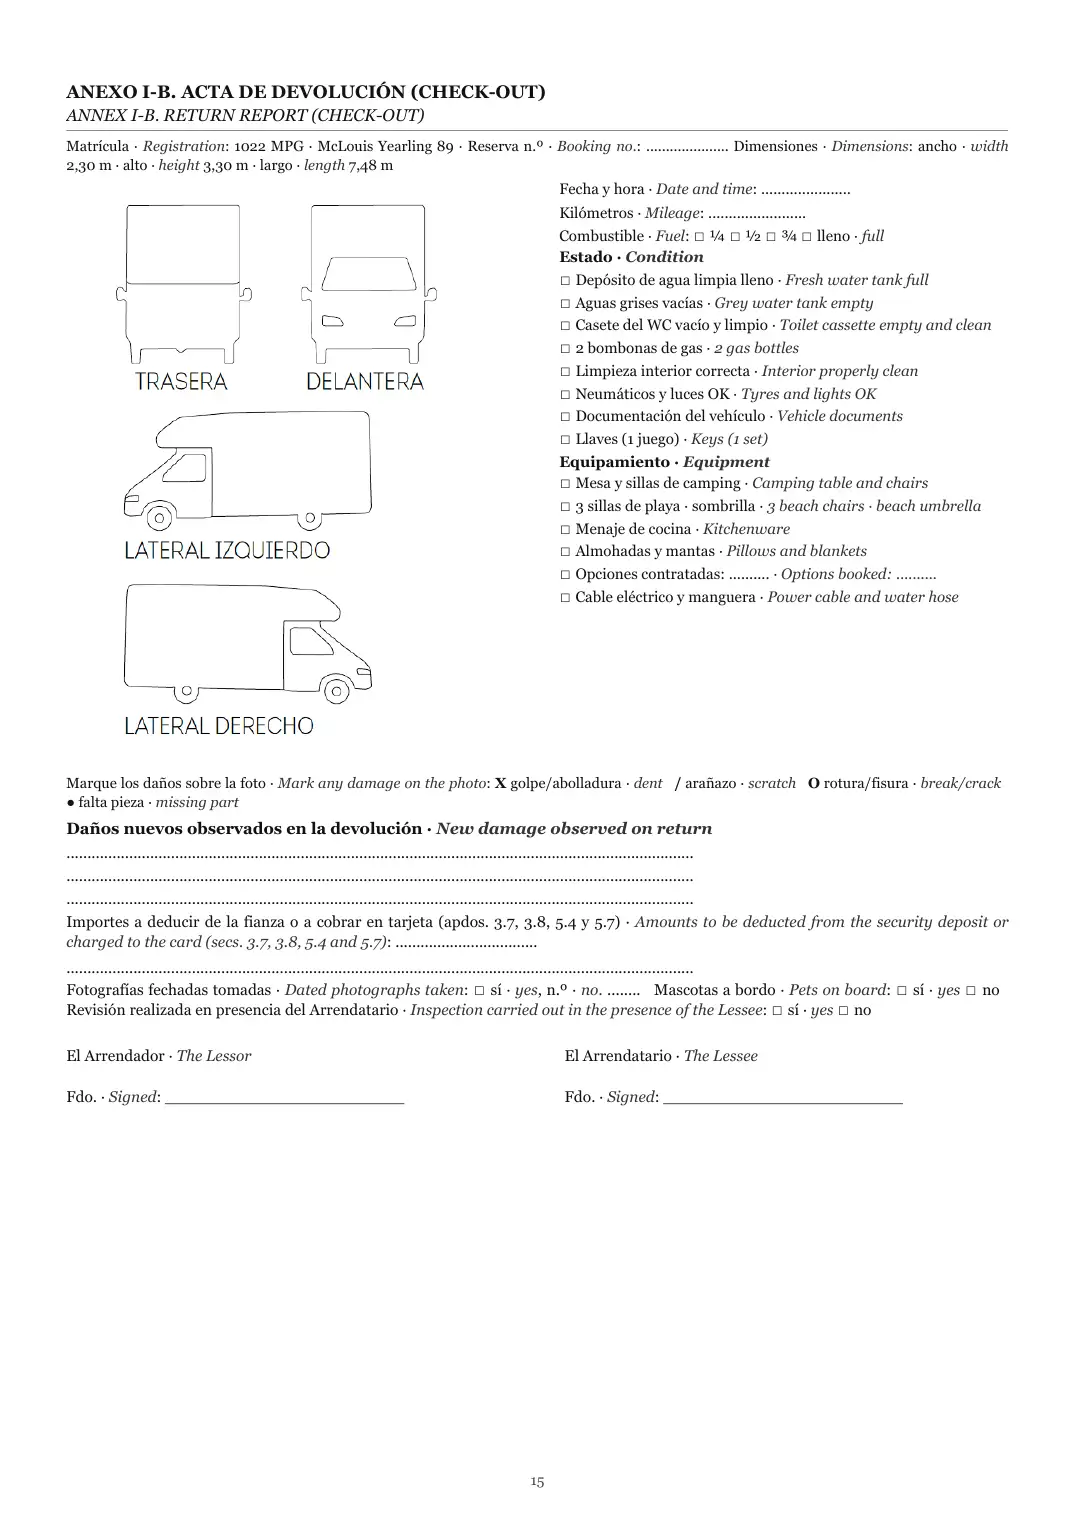 ANEXO I-B. ACTA DE DEVOLUCIÓN (CHECK-OUT)
ANNEX I-B. RETURN REPORT (CHECK-OUT)
Matrícula · Registration: 1022 MPG · McLouis Yearling 89 · Reserva n.º · Booking no.: ..................... Dimensiones · Dimensions: ancho · width
2,30 m · alto · height 3,30 m · largo · length 7,48 m
TRASERA
DELANTERA
LATERAL IZQUIERDO
LATERAL DERECHO
Fecha y hora · Date and time: ......................
Kilómetros · Mileage: ........................
Combustible · Fuel: □ ¼ □ ½ □ ¾ □ lleno · full
Estado · Condition
□ Depósito de agua limpia lleno · Fresh water tank full
□ Aguas grises vacías · Grey water tank empty
□ Casete del WC vacío y limpio · Toilet cassette empty and clean
□ 2 bombonas de gas · 2 gas bottles
□ Limpieza interior correcta · Interior properly clean
□ Neumáticos y luces OK · Tyres and lights OK
□ Documentación del vehículo · Vehicle documents
□ Llaves (1 juego) · Keys (1 set)
Equipamiento · Equipment
□ Mesa y sillas de camping · Camping table and chairs
□ 3 sillas de playa · sombrilla · 3 beach chairs · beach umbrella
□ Menaje de cocina · Kitchenware
□ Almohadas y mantas · Pillows and blankets
□ Opciones contratadas: .......... · Options booked: ..........
□ Cable eléctrico y manguera · Power cable and water hose
Marque los daños sobre la foto · Mark any damage on the photo: X golpe/abolladura · dent / arañazo · scratch O rotura/fisura · break/crack
● falta pieza · missing part
Daños nuevos observados en la devolución · New damage observed on return
......................................................................................................................................................
......................................................................................................................................................
......................................................................................................................................................
Importes a deducir de la fianza o a cobrar en tarjeta (apdos. 3.7, 3.8, 5.4 y 5.7) · Amounts to be deducted from the security deposit or
charged to the card (secs. 3.7, 3.8, 5.4 and 5.7): ..................................
......................................................................................................................................................
Fotografías fechadas tomadas · Dated photographs taken: □ sí · yes, n.º · no. ........ Mascotas a bordo · Pets on board: □ sí · yes □ no
Revisión realizada en presencia del Arrendatario · Inspection carried out in the presence of the Lessee: □ sí · yes □ no
El Arrendador · The Lessor
El Arrendatario · The Lessee
Fdo. · Signed: ______________________________
Fdo. · Signed: ______________________________
15